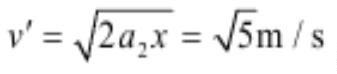 v′ = √2a₂x = √5m / s